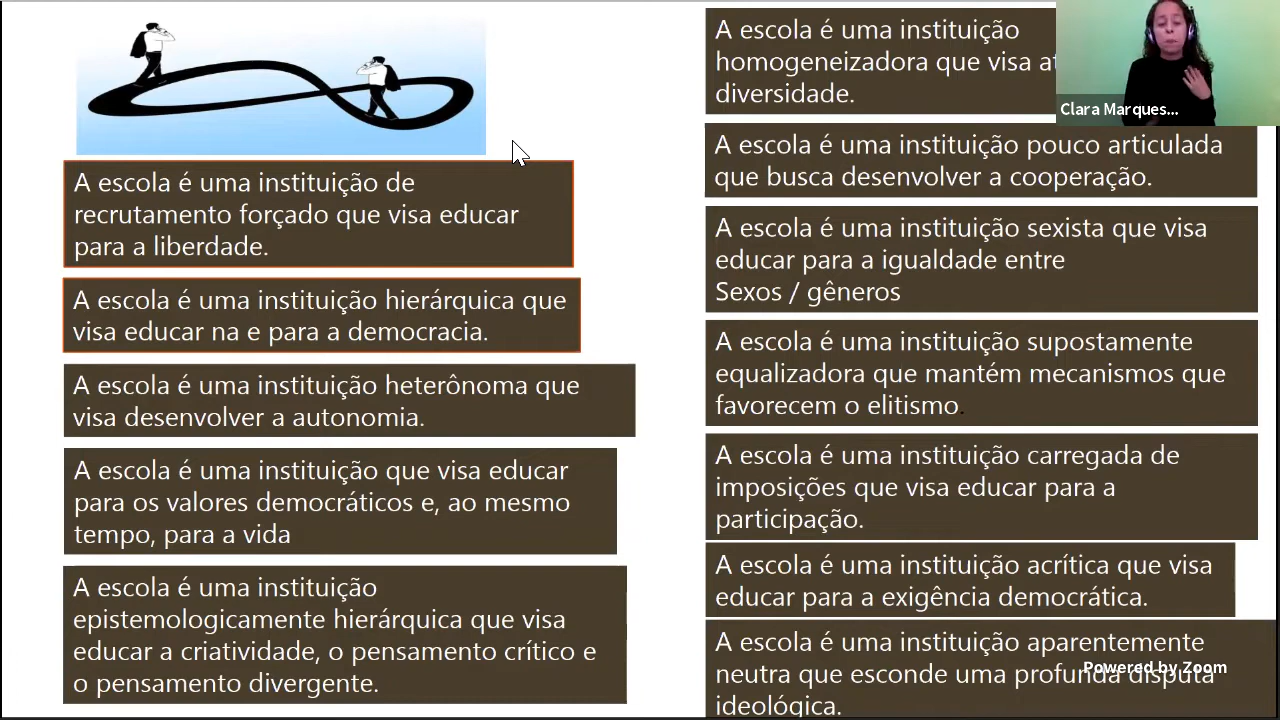 A escola é uma instituição de
recrutamento forçado que visa educar
para a liberdade.
A escola é uma instituição hierárquica que
visa educar na e para a democracia.
A escola é uma instituição heterônoma que
visa desenvolver a autonomia.
A escola é uma instituição que visa educar
para os valores democráticos e, ao mesmo
tempo, para a vida
A escola é uma instituição
epistemologicamente hierárquica que visa
educar a criatividade, o pensamento crítico e
o pensamento divergente.
A escola é uma instituição
homogeneizadora que visa
diversidade.
Clara Marques...
A escola é uma instituição pouco articulada
que busca desenvolver a cooperação.
A escola é uma instituição sexista que visa
educar para a igualdade entre
Sexos / gêneros
A escola é uma instituição supostamente
equalizadora que mantém mecanismos que
favorecem o elitismo.
A escola é uma instituição carregada de
imposições que visa educar para a
participação.
A escola é uma instituição acrítica que visa
educar para a exigência democrática.
A escola é uma instituição aparentemente
neutra que esconde uma profunda disputa
ideológica.
Powered by Zoom